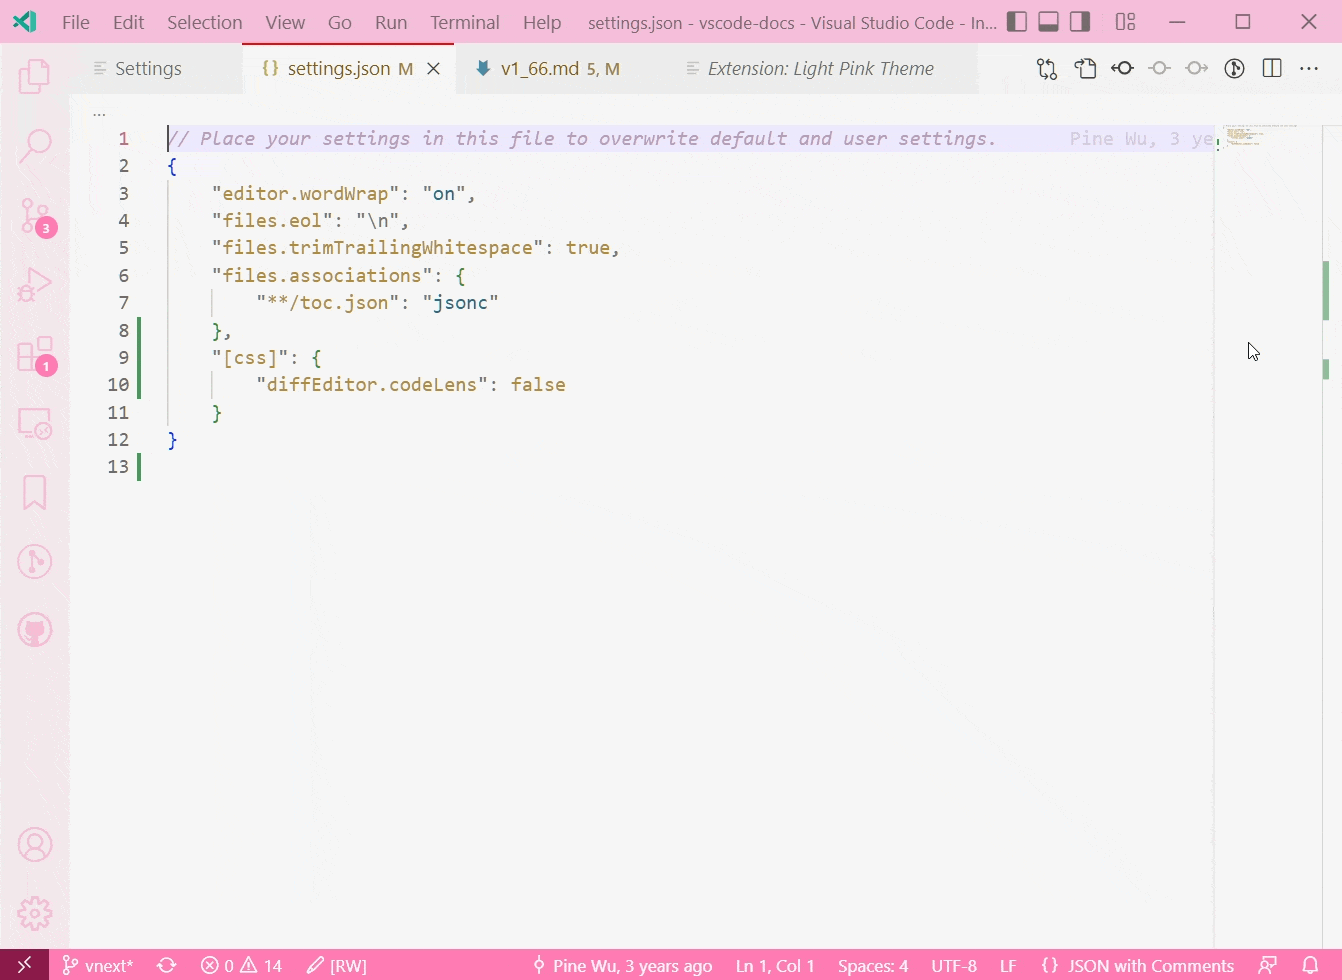 File Edit Selection View Go Run Terminal Help settings.json - vscode-docs - Visual Studio Code - In...
Settings settings.json M v1_66.md 5, M Extension: Light Pink Theme
...
1 // Place your settings in this file to overwrite default and user settings. Pine Wu, 3 ye
2 {
3 "editor.wordWrap": "on",
4 "files.eol": "\n",
5 "files.trimTrailingWhitespace": true,
6 "files.associations": {
7 "**/toc.json": "jsonc"
8 },
9 "[css]": {
10 "diffEditor.codeLens": false
11 }
12 }
13
3
1
vnext* 0 14 [RW] Pine Wu, 3 years ago Ln 1, Col 1 Spaces: 4 UTF-8 LF {} JSON with Comments